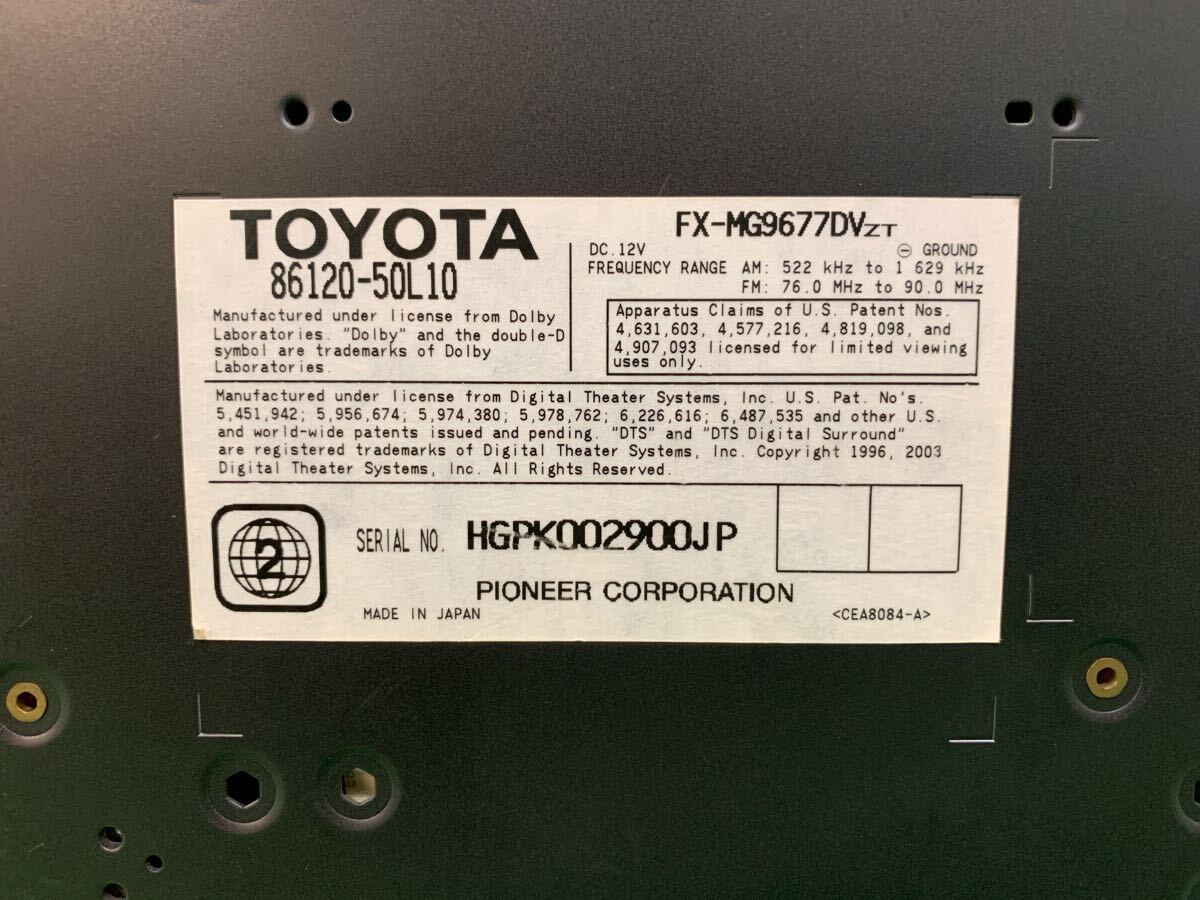 TOYOTA
86120-50L10
Manufactured under license from Dolby
Laboratories. "Dolby" and the double-D
symbol are trademarks of Dolby
Laboratories.
FX-MG9677DVZT
DC.12V ⊖ GROUND
FREQUENCY RANGE AM: 522 kHz to 1 629 kHz
FM: 76.0 MHz to 90.0 MHz
Apparatus Claims of U.S. Patent Nos.
4,631,603, 4,577,216, 4,819,098, and
4,907,093 licensed for limited viewing
uses only.
Manufactured under license from Digital Theater Systems, Inc. U.S. Pat. No's.
5,451,942; 5,956,674; 5,974,380; 5,978,762; 6,226,616; 6,487,535 and other U.S.
and world-wide patents issued and pending. "DTS" and "DTS Digital Surround"
are registered trademarks of Digital Theater Systems, Inc. Copyright 1996, 2003
Digital Theater Systems, Inc. All Rights Reserved.
2
SERIAL NO. HGPK002900JP
PIONEER CORPORATION
MADE IN JAPAN <CEA8084-A>